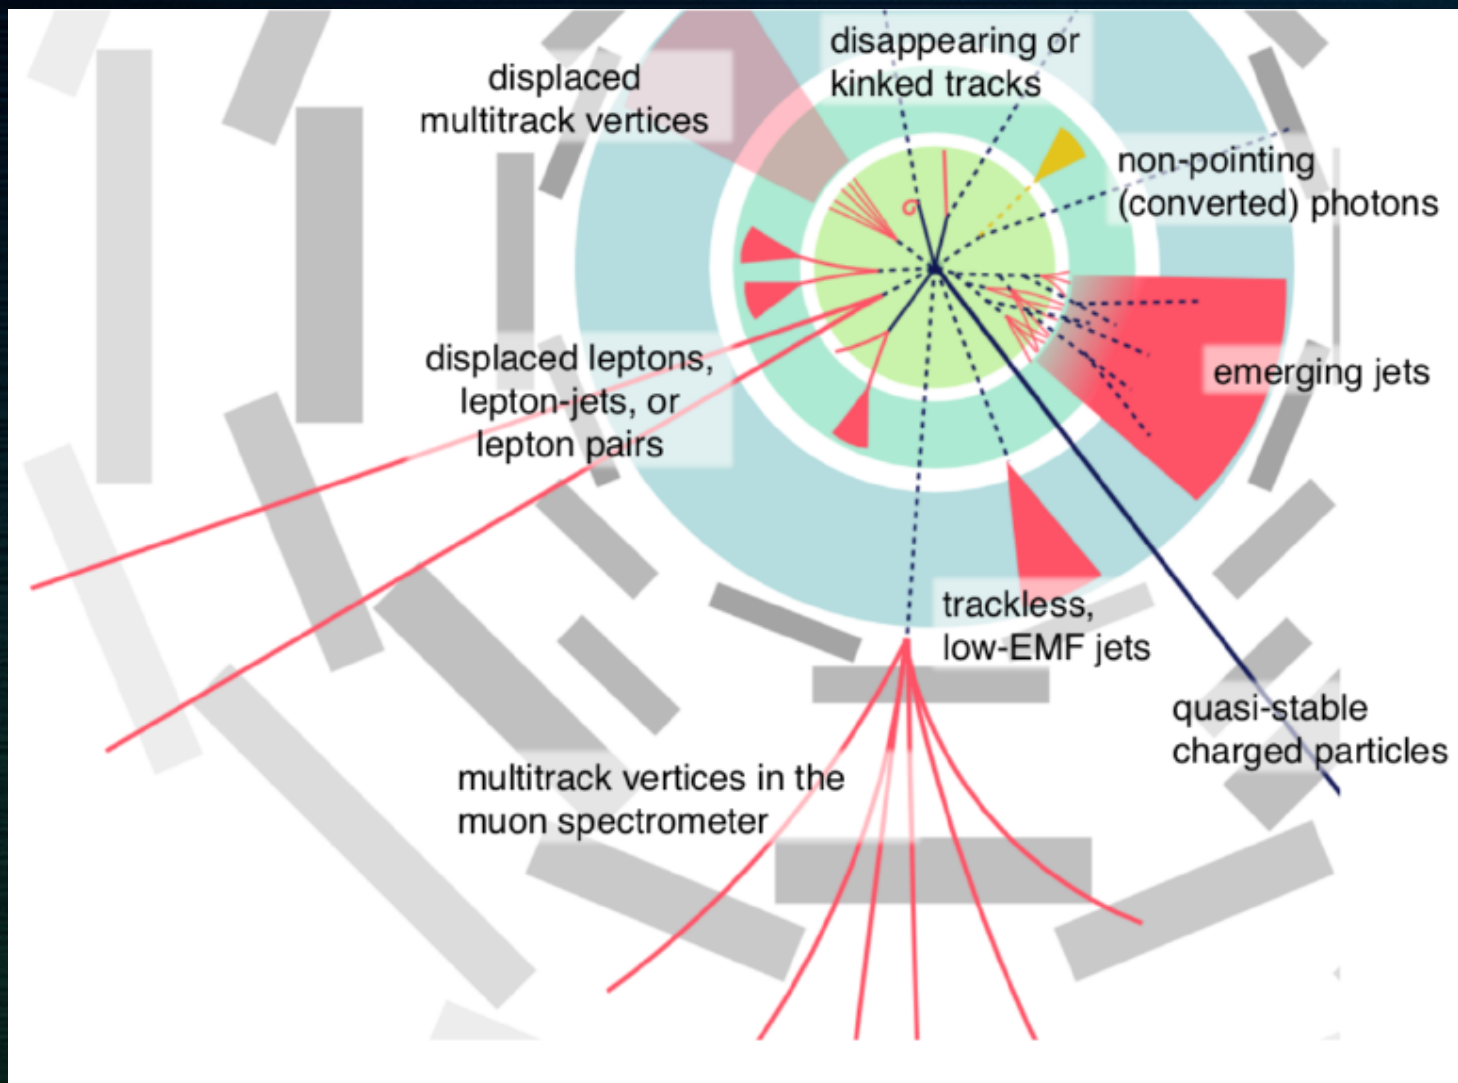 disappearing or
kinked tracks
displaced
multitrack vertices
non-pointing
(converted) photons
displaced leptons,
lepton-jets, or
lepton pairs
emerging jets
trackless,
low-EMF jets
quasi-stable
charged particles
multitrack vertices in the
muon spectrometer